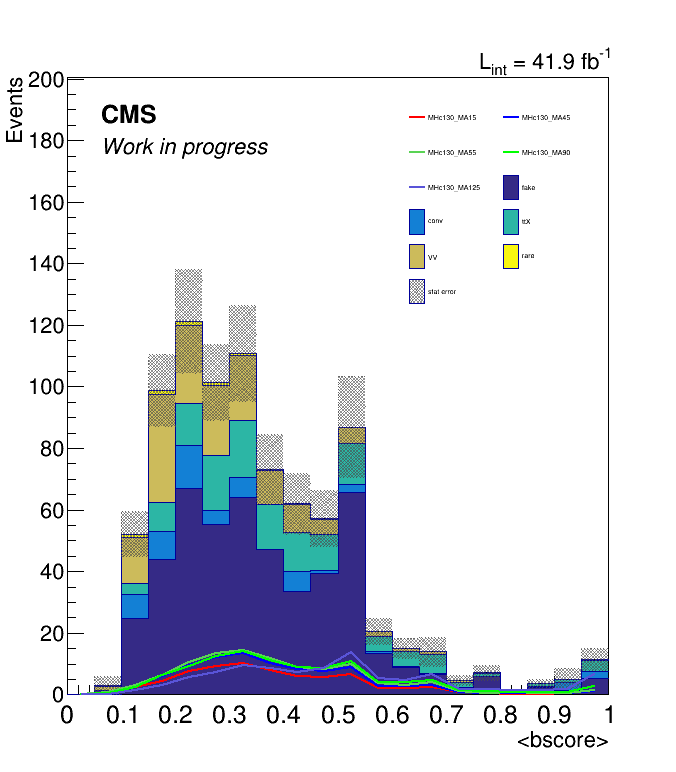 L_int = 41.9 fb^-1
Events
200
180
160
140
120
100
80
60
40
20
0
CMS
Work in progress
MHc130_MA15
MHc130_MA45
MHc130_MA55
MHc130_MA90
MHc130_MA125
fake
conv
ttX
VV
rare
stat error
0 0.1 0.2 0.3 0.4 0.5 0.6 0.7 0.8 0.9 1
<bscore>